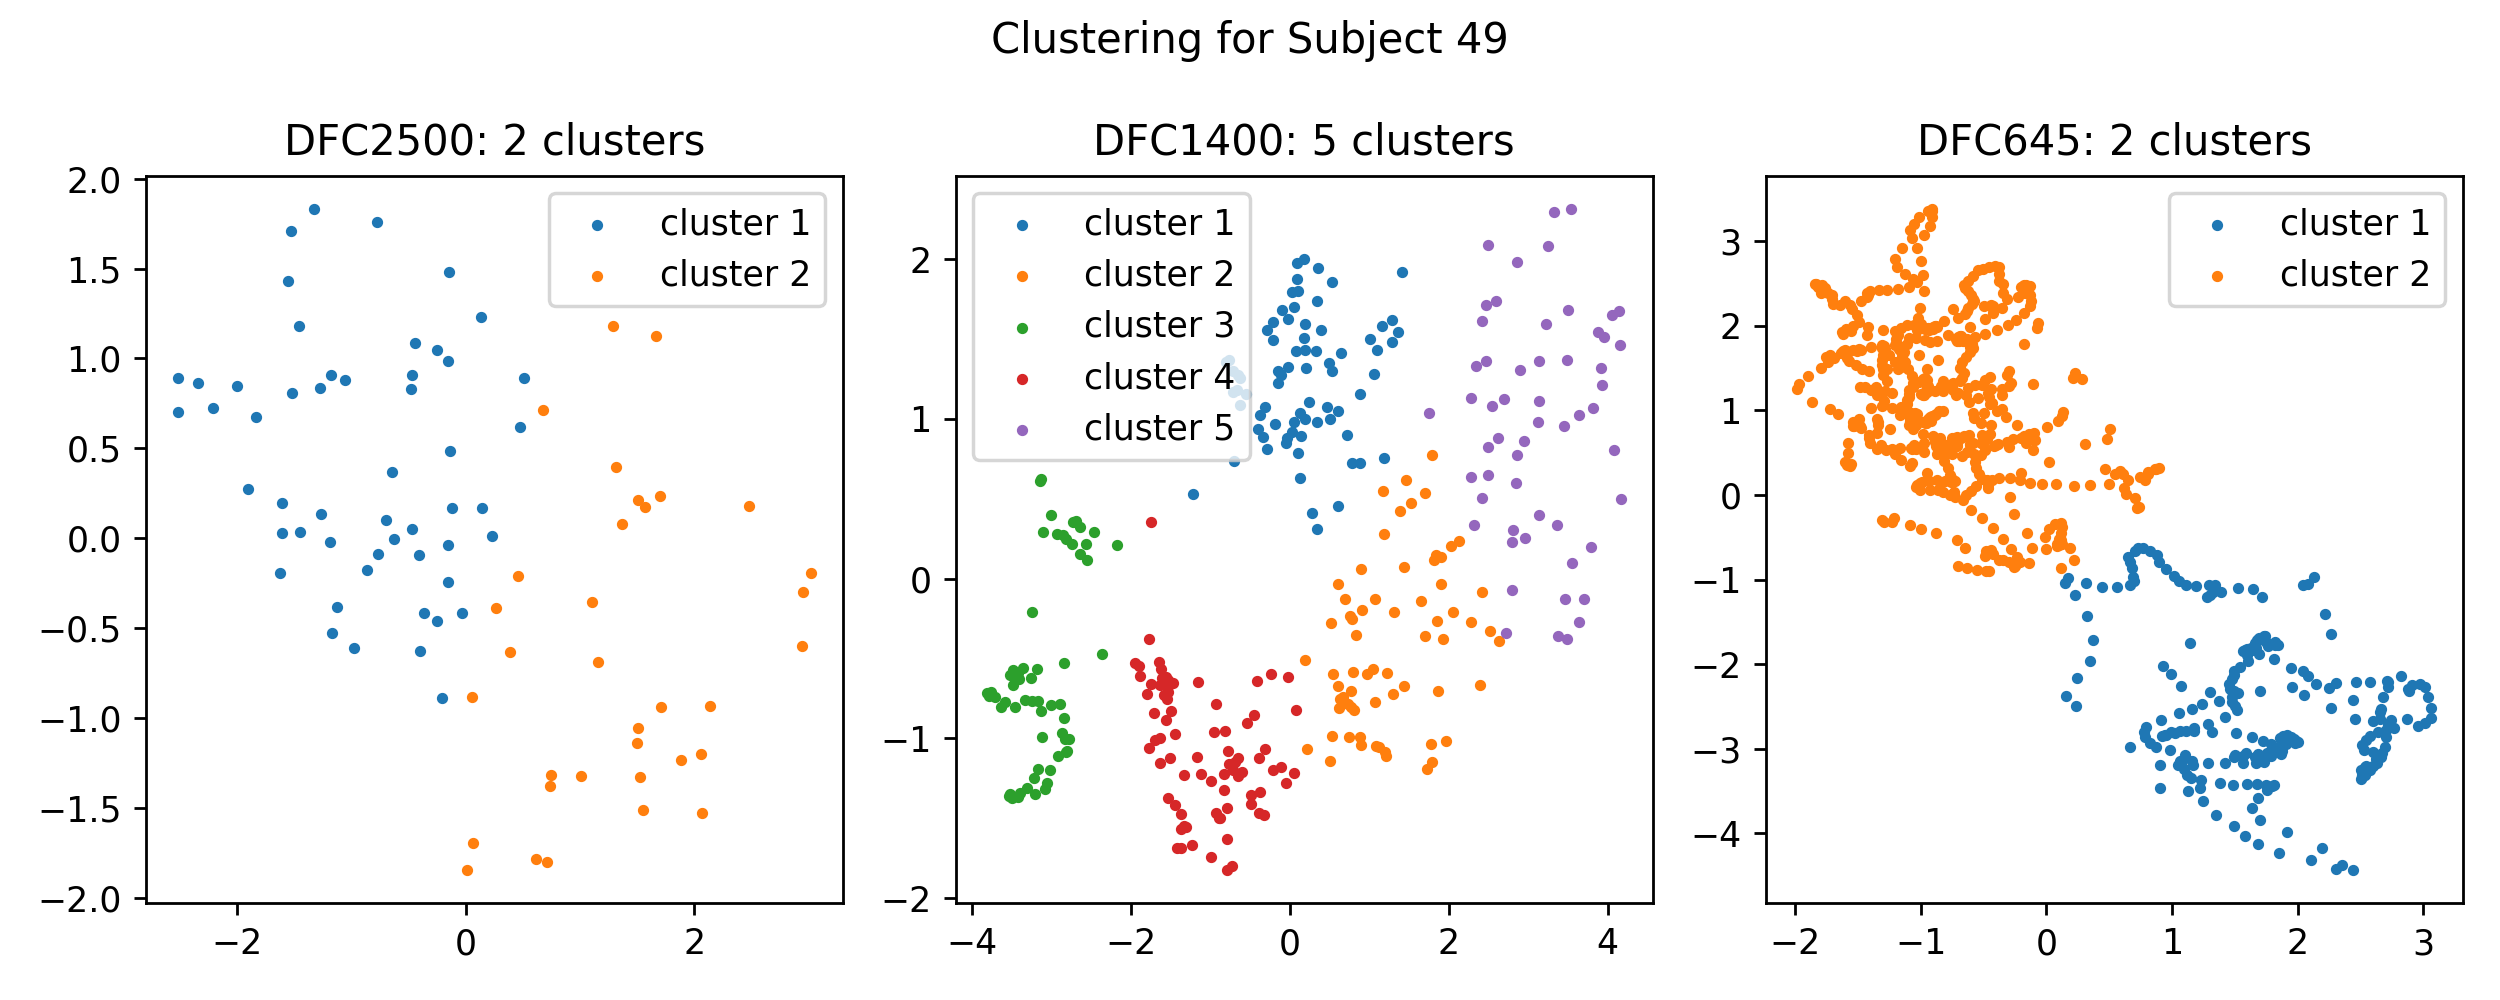 Clustering for Subject 49
DFC2500: 2 clusters
2.0
1.5
1.0
0.5
0.0
−0.5
−1.0
−1.5
−2.0
−2
0
2
cluster 1
cluster 2
DFC1400: 5 clusters
2
1
0
−1
−2
−4
−2
0
2
4
cluster 1
cluster 2
cluster 3
cluster 4
cluster 5
DFC645: 2 clusters
3
2
1
0
−1
−2
−3
−4
−2
−1
0
1
2
3
cluster 1
cluster 2